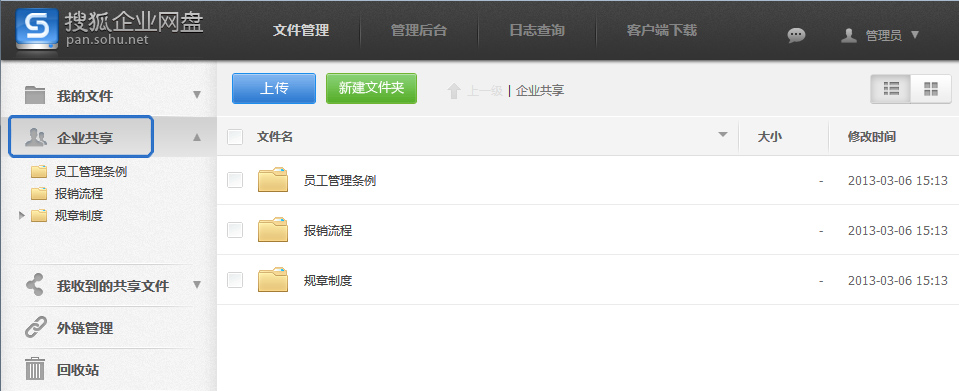 搜狐企业网盘
pan.sohu.net
文件管理
管理后台
日志查询
客户端下载
管理员
我的文件
企业共享
员工管理条例
报销流程
规章制度
我收到的共享文件
外链管理
回收站
上传
新建文件夹
上一级 | 企业共享
文件名 大小 修改时间
员工管理条例 - 2013-03-06 15:13
报销流程 - 2013-03-06 15:13
规章制度 - 2013-03-06 15:13